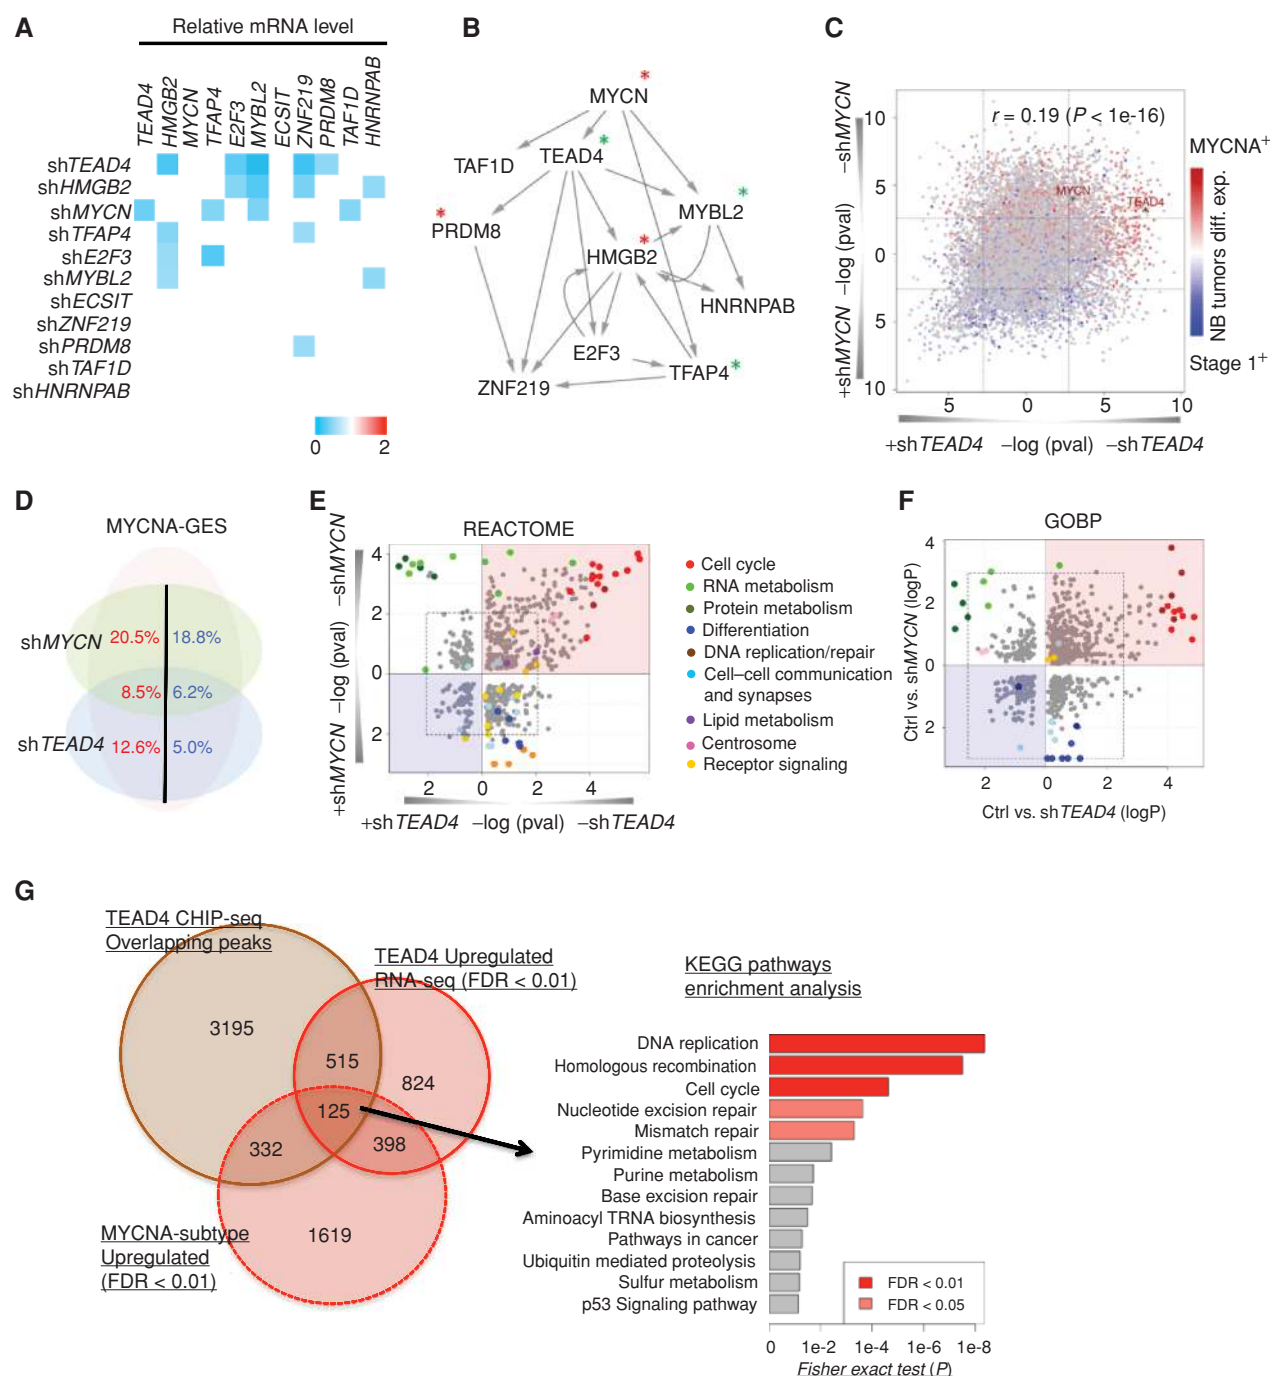 A
Relative mRNA level
TEAD4
HMGB2
MYCN
TFAP4
E2F3
MYBL2
ECSIT
ZNF219
PRDM8
TAF1D
HNRNPAB
shTEAD4
shHMGB2
shMYCN
shTFAP4
shE2F3
shMYBL2
shECSIT
shZNF219
shPRDM8
shTAF1D
shHNRNPAB
0 2
B
MYCN *
TAF1D
TEAD4 *
* PRDM8
MYBL2 *
HMGB2 *
HNRNPAB
E2F3
TFAP4 *
ZNF219
C
+shMYCN −log (pval) −shMYCN
10
5
0
5
10
r = 0.19 (P < 1e-16)
MYCN
TEAD4
5 0 5 10
+shTEAD4 −log (pval) −shTEAD4
MYCNA+
NB tumors diff. exp.
Stage 1+
D
MYCNA-GES
shMYCN
20.5% 18.8%
8.5% 6.2%
shTEAD4
12.6% 5.0%
E
REACTOME
+shMYCN −log (pval) −shMYCN
4
2
0
2
2 0 2 4
+shTEAD4 −log (pval) −shTEAD4
Cell cycle
RNA metabolism
Protein metabolism
Differentiation
DNA replication/repair
Cell–cell communication
and synapses
Lipid metabolism
Centrosome
Receptor signaling
F
GOBP
Ctrl vs. shMYCN (logP)
4
2
0
2
2 0 2 4
Ctrl vs. shTEAD4 (logP)
G
TEAD4 CHIP-seq
Overlapping peaks
TEAD4 Upregulated
RNA-seq (FDR < 0.01)
3195
515
824
125
332
398
1619
MYCNA-subtype
Upregulated
(FDR < 0.01)
KEGG pathways
enrichment analysis
DNA replication
Homologous recombination
Cell cycle
Nucleotide excision repair
Mismatch repair
Pyrimidine metabolism
Purine metabolism
Base excision repair
Aminoacyl TRNA biosynthesis
Pathways in cancer
Ubiquitin mediated proteolysis
Sulfur metabolism
p53 Signaling pathway
FDR < 0.01
FDR < 0.05
0 1e-2 1e-4 1e-6 1e-8
Fisher exact test (P)